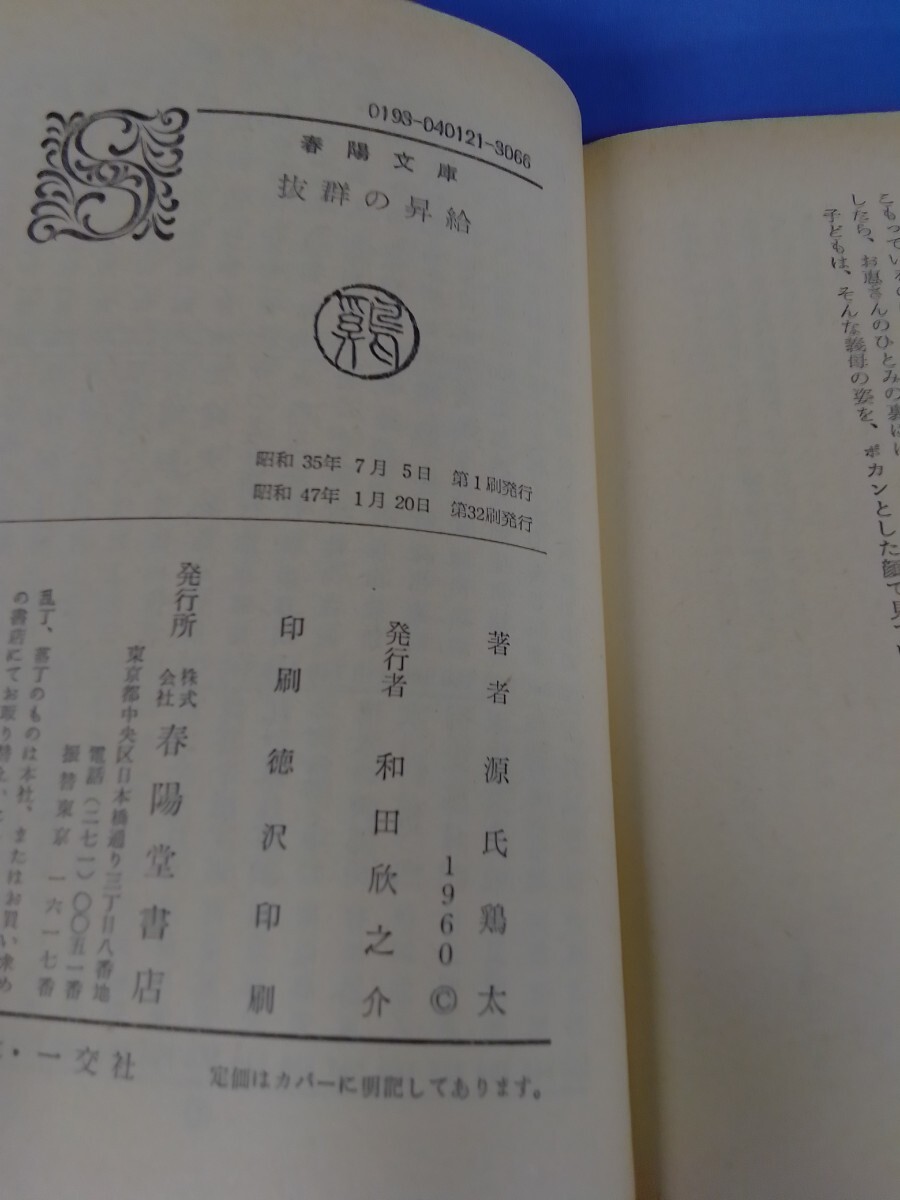 0193-040121-3066
春陽文庫
抜群の昇給
鶏
昭和 35年 7月 5日 第1刷発行
昭和 47年 1月 20日 第32刷発行
著者 源氏鶏太
1960 ©
発行者 和田欣之介
印刷 徳沢印刷
発行所 株式会社 春陽堂書店
東京都中央区日本橋通り三丁目八番地
電話(二七一)〇〇五一番
振替東京 一六一七番
乱丁、落丁のものは本社、またはお買い求め
の書店にてお取り替え
・一交社
定価はカバーに明記してあります。
こもっている
したら、お恵さんのひとみの裏に
子どもは、そんな義母の姿を、ポカンとした顔で見